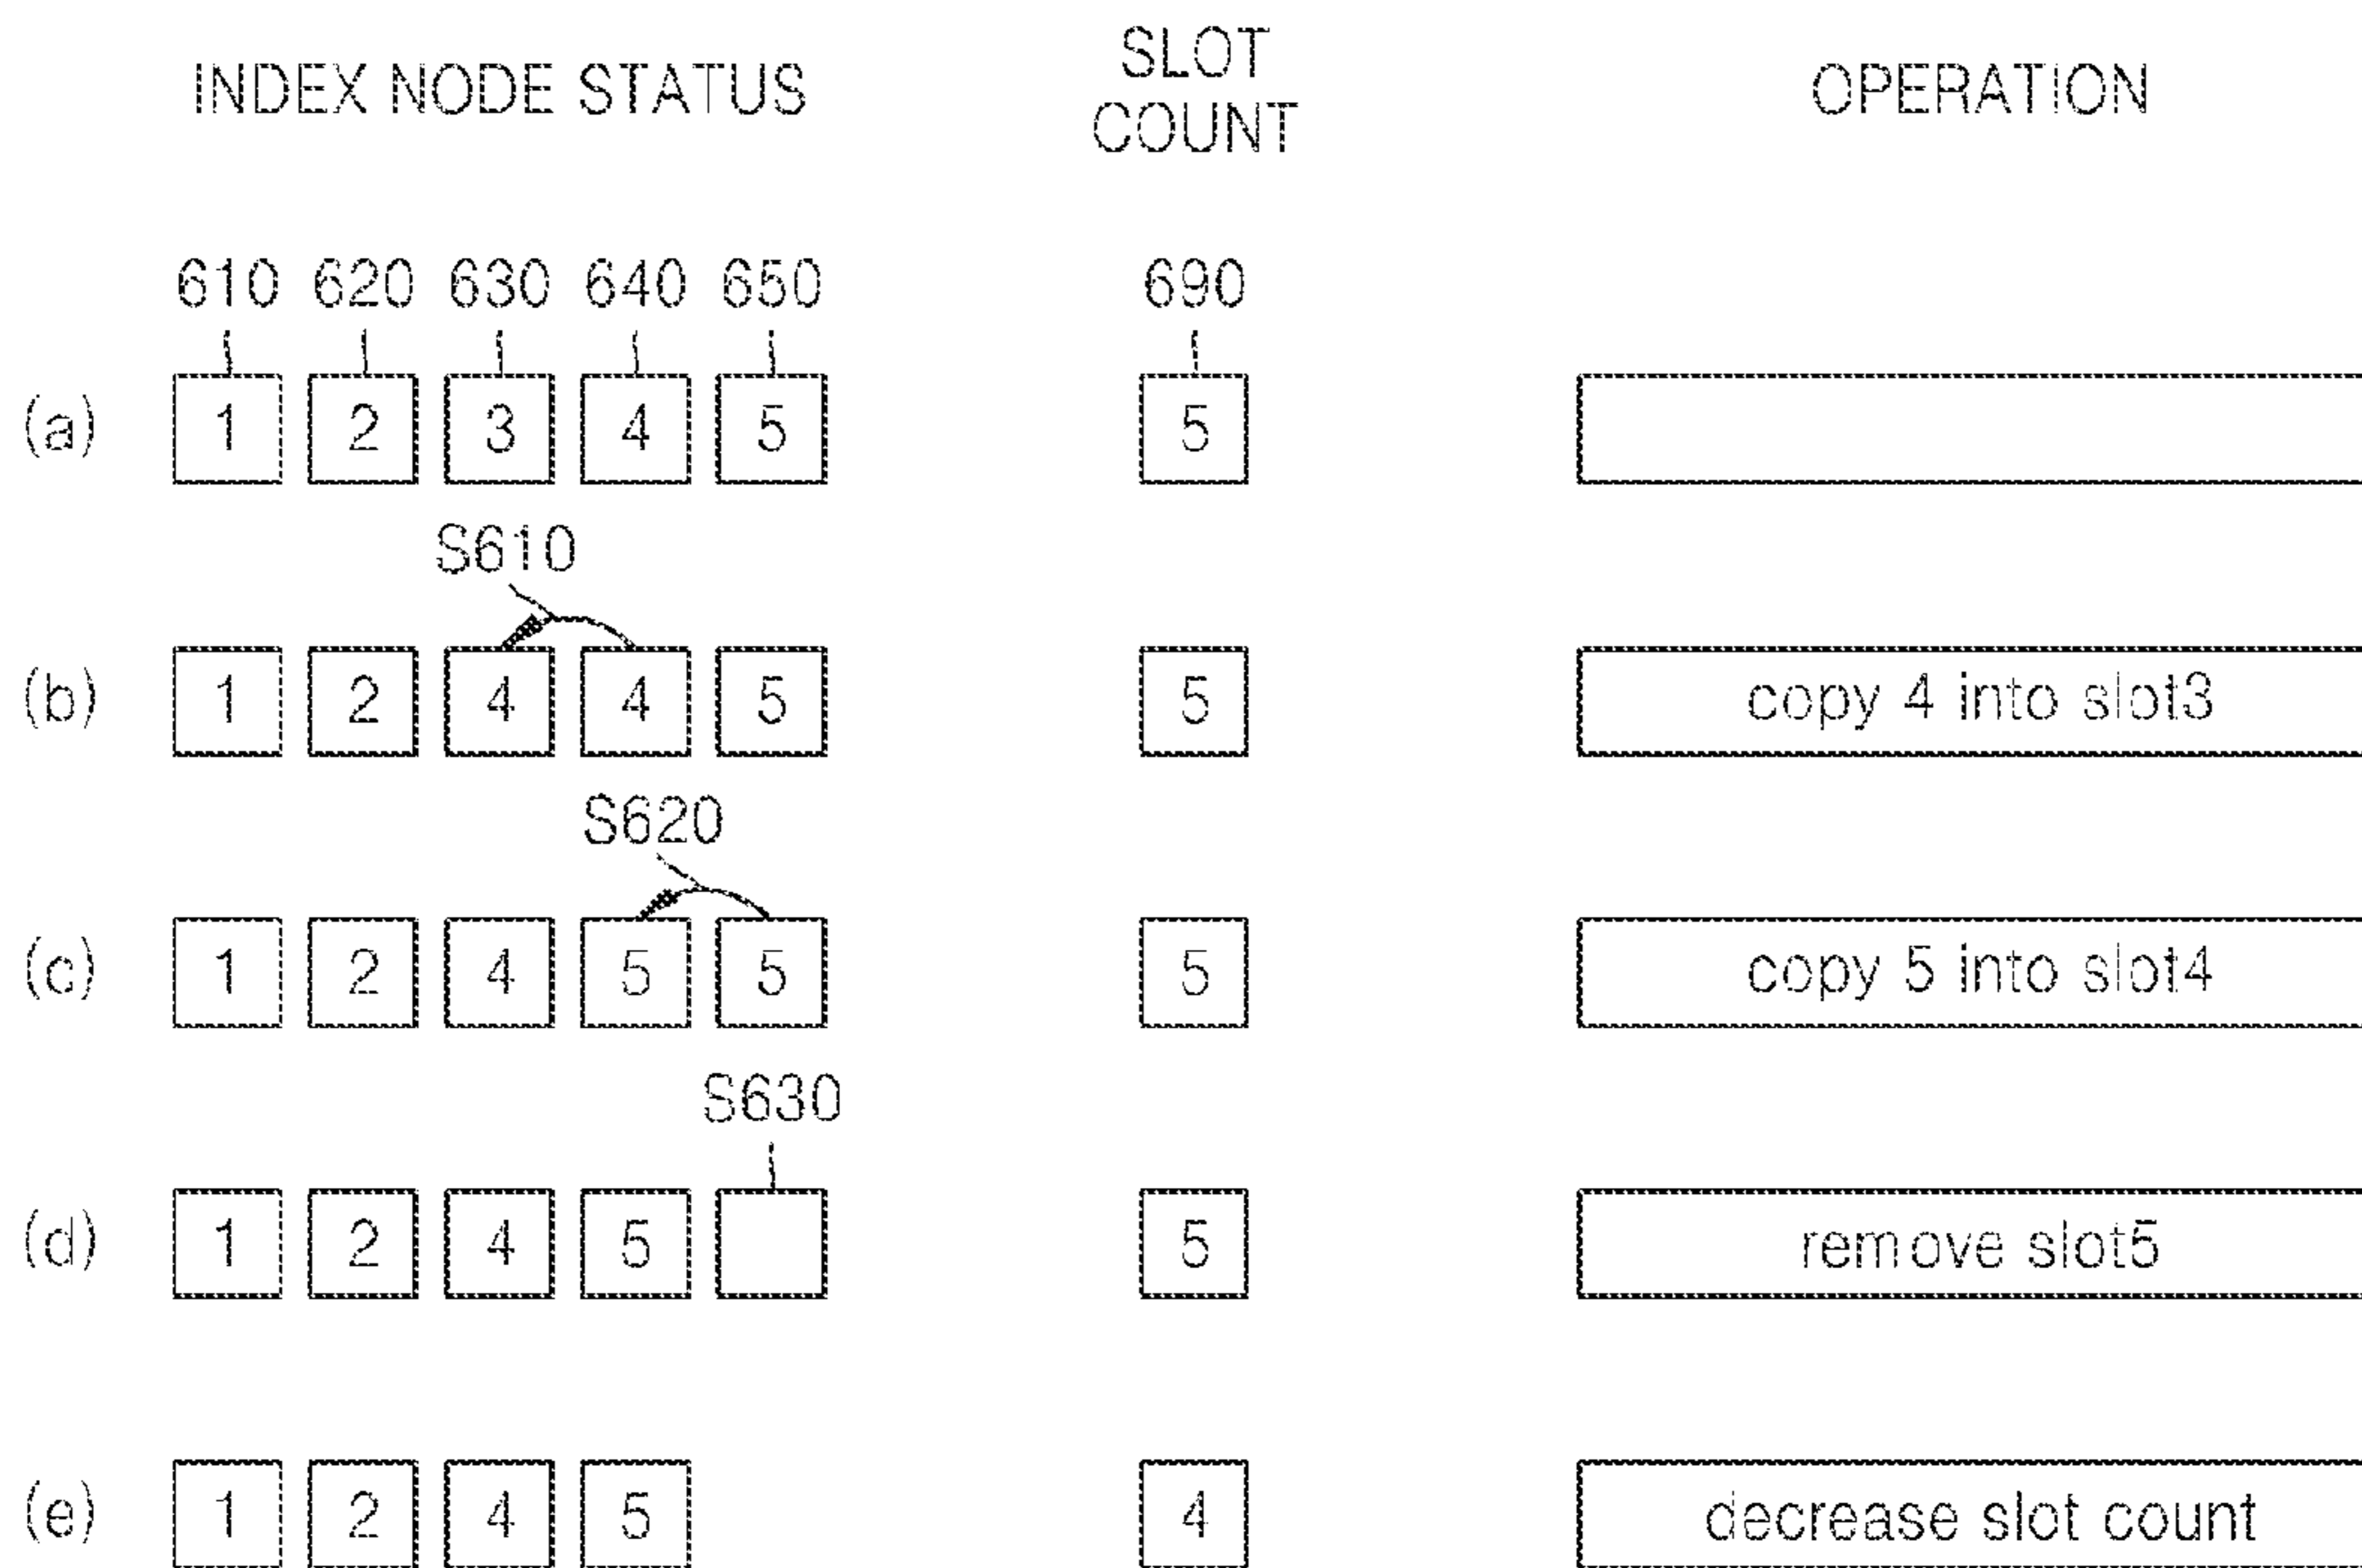 INDEX NODE STATUS SLOT COUNT OPERATION
610 620 630 640 650 690
(a) 1 2 3 4 5 5
S610
(b) 1 2 4 4 5 5 copy 4 into slot3
S620
(c) 1 2 4 5 5 5 copy 5 into slot4
S630
(d) 1 2 4 5 5 remove slot5
(e) 1 2 4 5 4 decrease slot count